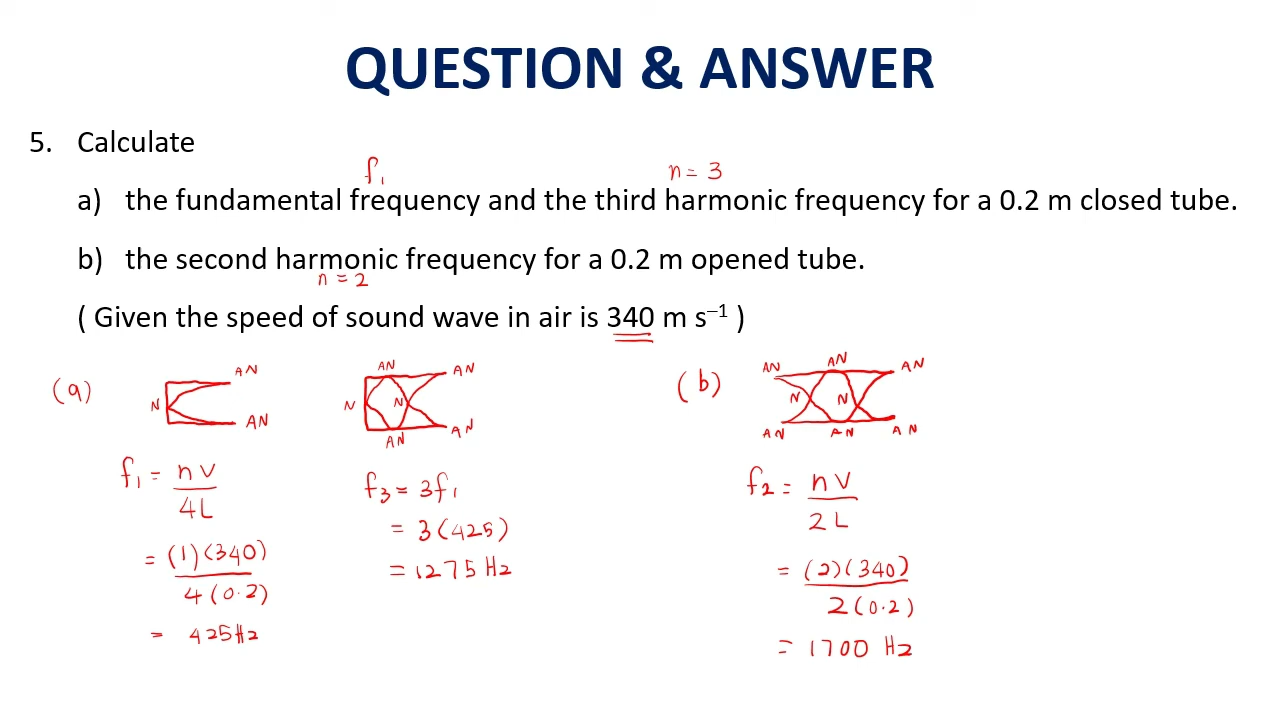 QUESTION & ANSWER
5. Calculate
f₁ n = 3
a) the fundamental frequency and the third harmonic frequency for a 0.2 m closed tube.
b) the second harmonic frequency for a 0.2 m opened tube.
n = 2
( Given the speed of sound wave in air is 340 m s⁻¹ )
(a)
N AN AN
f₁ = nv/4L
= (1)(340)/4(0.2)
= 425Hz
N AN AN N AN AN
f₃ = 3f₁
= 3(425)
= 1275 Hz
(b)
AN AN AN
N N
AN AN AN
f₂ = nv/2L
= (2)(340)/2(0.2)
= 1700 Hz